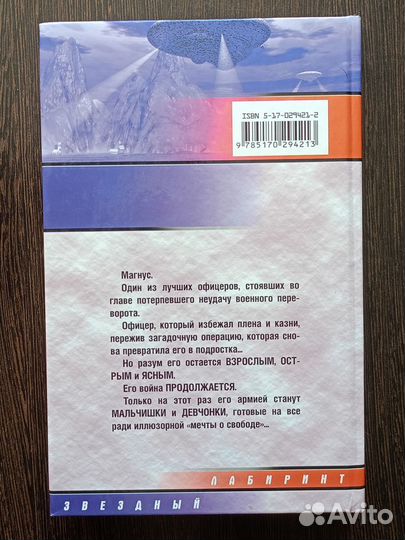 ISBN 5-17-029421-2
9 785170 294213
Магнус.
Один из лучших офицеров, стоявших во
главе потерпевшего неудачу военного пере-
ворота.
Офицер, который избежал плена и казни,
пережив загадочную операцию, которая сно-
ва превратила его в подростка...
Но разум его остается ВЗРОСЛЫМ, ОСТ-
РЫМ и ЯСНЫМ.
Его война ПРОДОЛЖАЕТСЯ.
Только на этот раз его армией станут
МАЛЬЧИШКИ и ДЕВЧОНКИ, готовые на все
ради иллюзорной «мечты о свободе»...
ЛАБИРИНТ
ЗВЕЗДНЫЙ
Avito